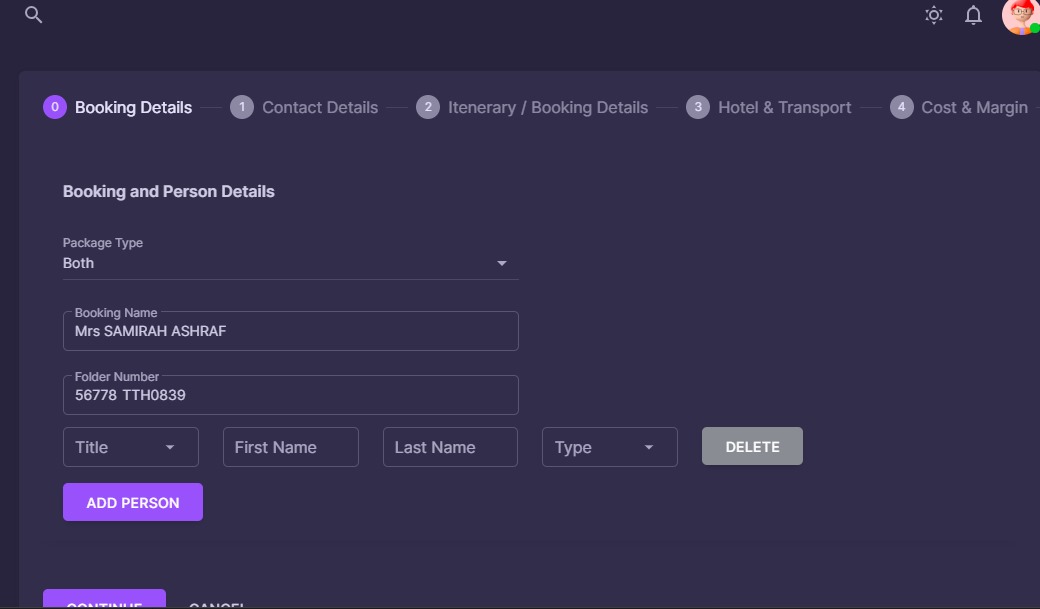 0 Booking Details 1 Contact Details 2 Itenerary / Booking Details 3 Hotel & Transport 4 Cost & Margin
Booking and Person Details
Package Type
Both
Booking Name
Mrs SAMIRAH ASHRAF
Folder Number
56778 TTH0839
Title First Name Last Name Type DELETE
ADD PERSON
CONTINUE CANCEL